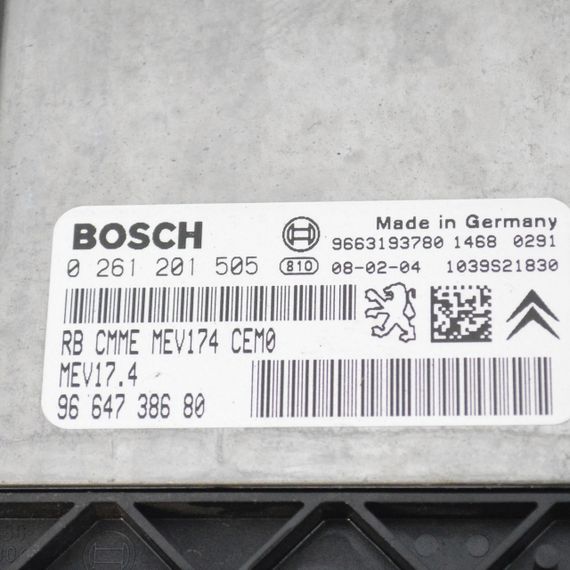 BOSCH
Made in Germany
9663193780 1468 0291
0 261 201 505 810 08-02-04 1039S21830
RB CMME MEV174 CEM0
MEV17.4
96 647 386 80